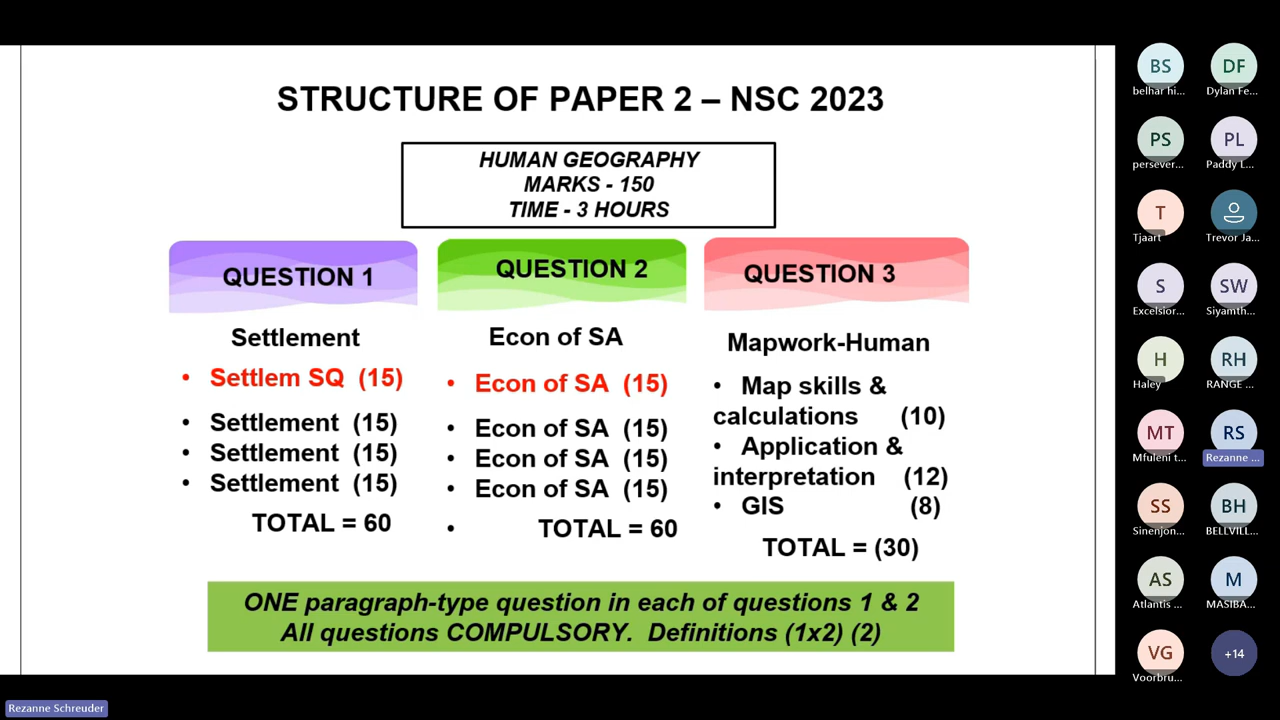 STRUCTURE OF PAPER 2 – NSC 2023
HUMAN GEOGRAPHY
MARKS - 150
TIME - 3 HOURS
QUESTION 1
Settlement
• Settlem SQ (15)
• Settlement (15)
• Settlement (15)
• Settlement (15)
TOTAL = 60
QUESTION 2
Econ of SA
• Econ of SA (15)
• Econ of SA (15)
• Econ of SA (15)
• Econ of SA (15)
• TOTAL = 60
QUESTION 3
Mapwork-Human
• Map skills &
calculations (10)
• Application &
interpretation (12)
• GIS (8)
TOTAL = (30)
ONE paragraph-type question in each of questions 1 & 2
All questions COMPULSORY. Definitions (1x2) (2)
BS
belhar hi...
DF
Dylan Fe...
PS
persever...
PL
Paddy L...
T
Tjaart
Trevor Ja...
S
Excelsior...
SW
Siyamth...
H
Haley
RH
RANGE ...
MT
Mfuleni t...
RS
Rezanne ...
SS
Sinenjon...
BH
BELLVILL...
AS
Atlantis ...
M
MASIBA...
VG
Voorbru...
+14
Rezanne Schreuder